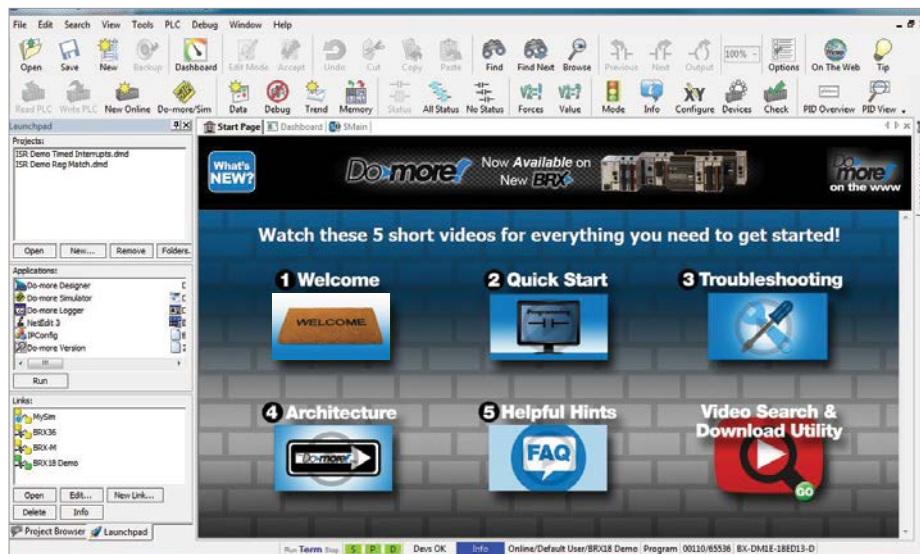 File Edit Search View Tools PLC Debug Window Help
Open Save New Backup Dashboard Edit Mode Accept Undo Cut Copy Paste Find Find Next Browse Previous Next Output 100% Options On The Web Tip
Read PLC Write PLC New Online Do-more/Sim Data Debug Trend Memory Status All Status No Status Forces Value Mode Info Configure Devices Check PID Overview PID View
Launchpad
Start Page Dashboard $Main
Projects:
ISR Demo Timed Interrupts.dmd
ISR Demo Reg Match.dmd
Open New... Remove Folders.
Applications:
Do-more Designer
Do-more Simulator
Do-more Logger
NetEdit 3
IPConfig
Do-more Version
Run
Links:
MySim
BRX36
BRX-M
BRX18 Demo
Open Edit... New Link...
Delete Info
Project Browser Launchpad
What's NEW?
Do-more!
Now Available on
New BRX
Do-more!
on the www
Watch these 5 short videos for everything you need to get started!
1 Welcome
WELCOME
2 Quick Start
Programming
3 Troubleshooting
4 Architecture
Do-more!
5 Helpful Hints
FAQ
Video Search &
Download Utility
GO
Run Term Stop S P D Devs OK Info Online/Default User/BRX18 Demo Program 00110/65536 BX-DM1E-18ED13-D